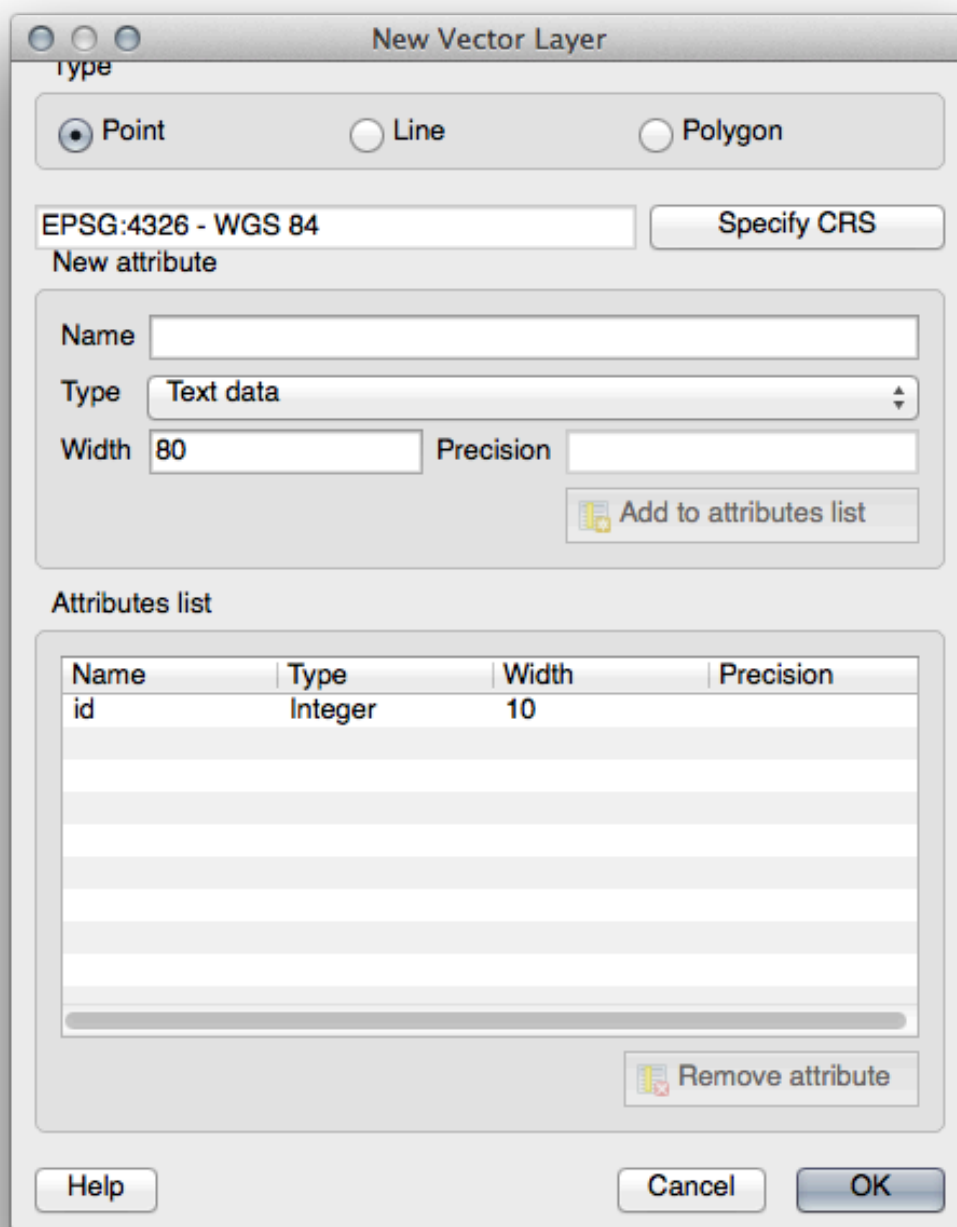 New Vector Layer
Type
Point Line Polygon
EPSG:4326 - WGS 84 Specify CRS
New attribute
Name
Type Text data
Width 80 Precision
Add to attributes list
Attributes list
Name Type Width Precision
id Integer 10
Remove attribute
Help Cancel OK